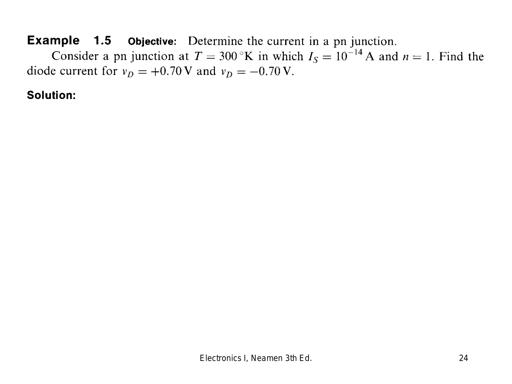 Example 1.5 Objective: Determine the current in a pn junction.
Consider a pn junction at T = 300 °K in which I_S = 10^{-14} A and n = 1. Find the
diode current for v_D = +0.70 V and v_D = −0.70 V.
Solution:
Electronics I, Neamen 3th Ed.
24